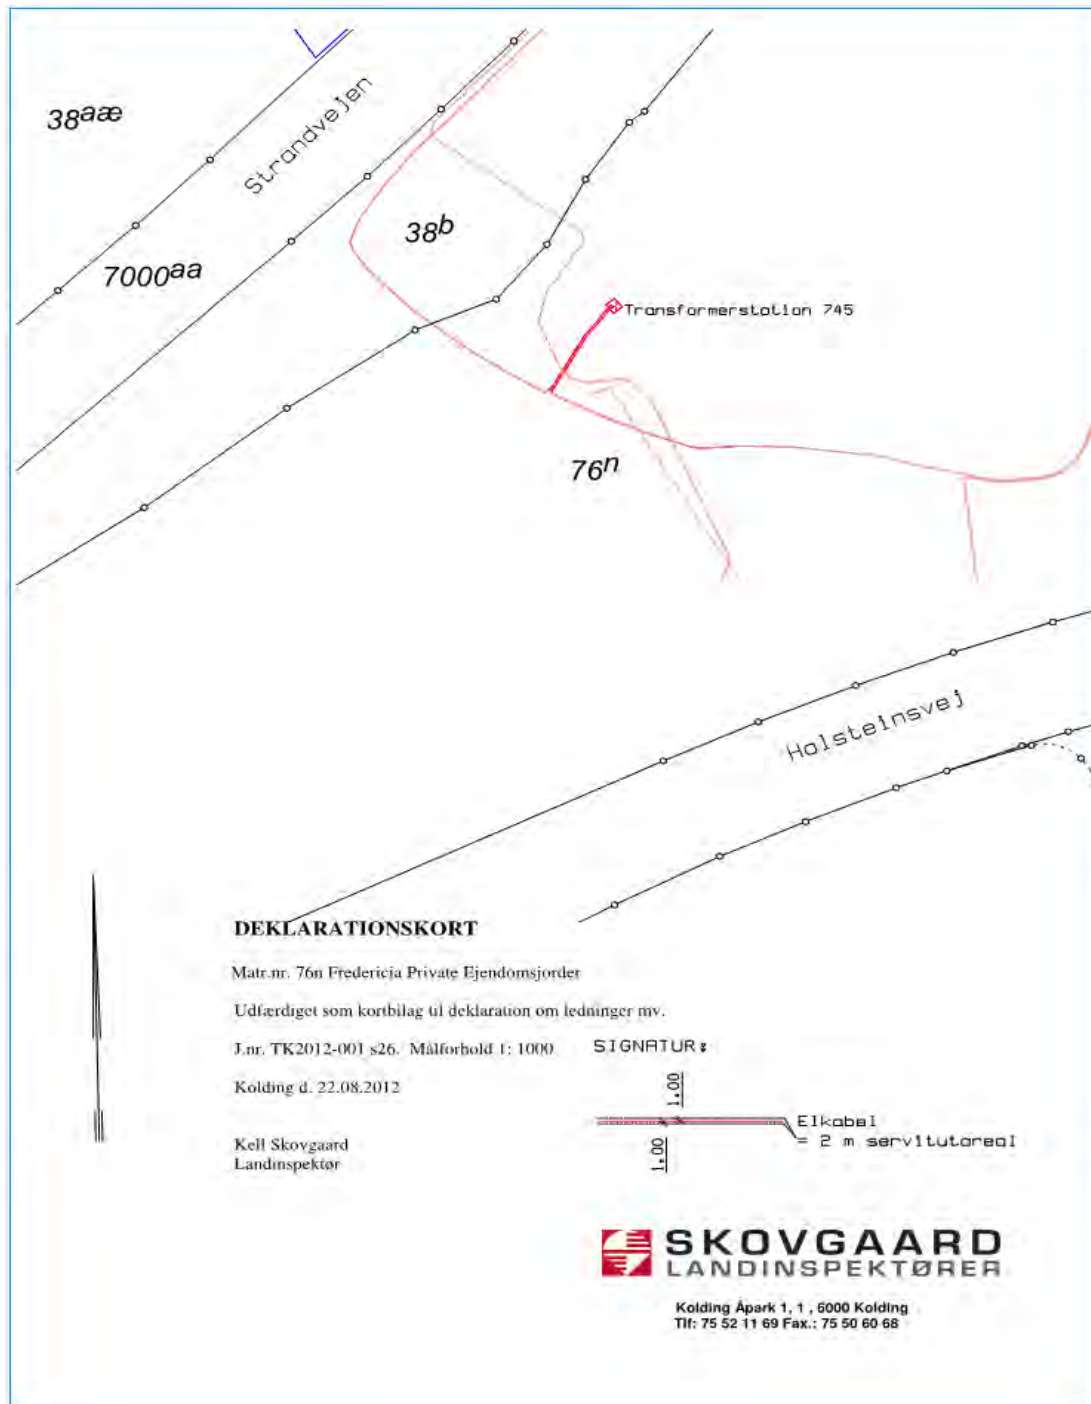 38aæ
Strandvejen
7000aa
38b
Transformerstation 745
76n
Holsteinsvej
DEKLARATIONSKORT
Matr.nr. 76n Fredericia Private Ejendomsjorder
Udfærdiget som kortbilag til deklaration om ledninger mv.
J.nr. TK2012-001 s26. Målforhold 1: 1000
SIGNATUR:
Kolding d. 22.08.2012
1.00
Elkabel
= 2 m servitutareal
1.00
Kell Skovgaard
Landinspektør
SKOVGAARD
LANDINSPEKTØRER
Kolding Åpark 1, 1 , 6000 Kolding
Tlf: 75 52 11 69 Fax.: 75 50 60 68